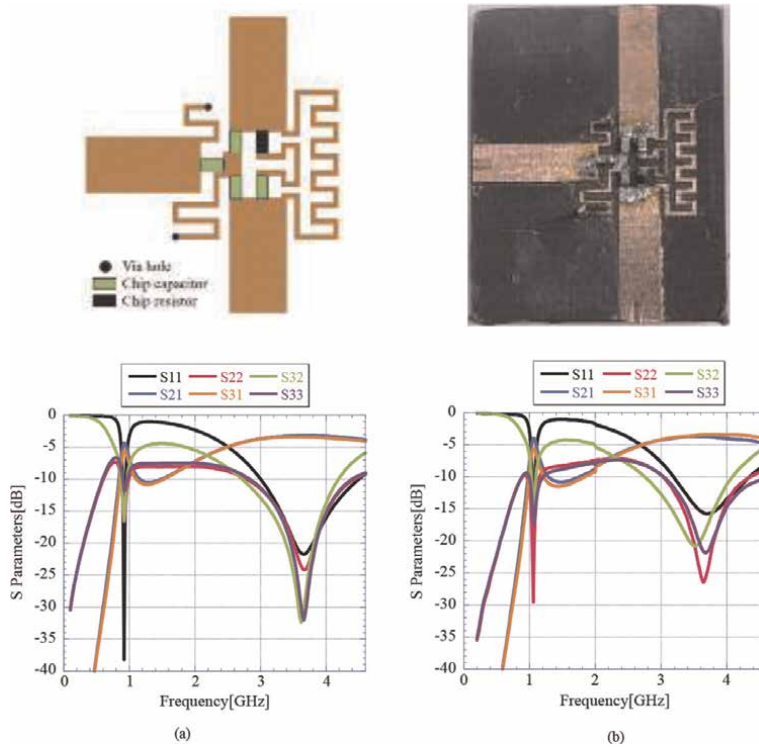 Via hole
Chip capacitor
Chip resistor
S11 S22 S32
S21 S31 S33
0
-5
-10
-15
-20
-25
-30
-35
-40
S Parameters[dB]
0 1 2 3 4
Frequency[GHz]
(a)
S11 S22 S32
S21 S31 S33
0
-5
-10
-15
-20
-25
-30
-35
-40
S Parameters[dB]
0 1 2 3 4
Frequency[GHz]
(b)